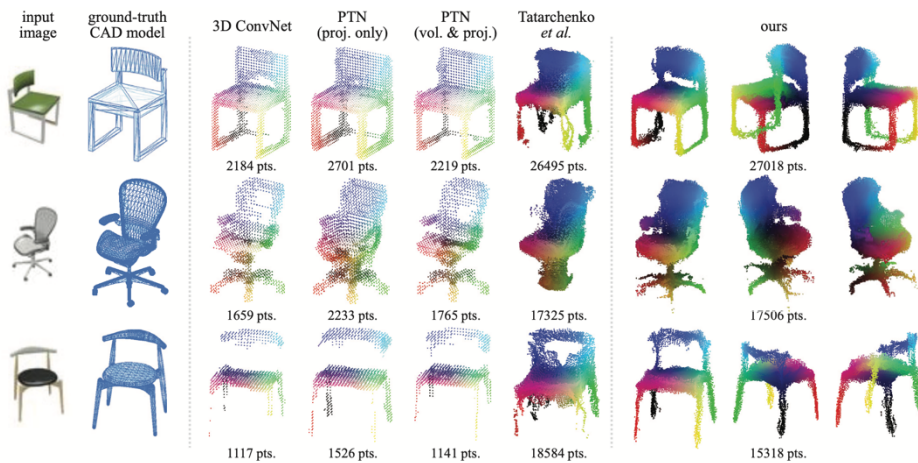 input image
ground-truth CAD model
3D ConvNet
PTN (proj. only)
PTN (vol. & proj.)
Tatarchenko et al.
ours
2184 pts.
2701 pts.
2219 pts.
26495 pts.
27018 pts.
1659 pts.
2233 pts.
1765 pts.
17325 pts.
17506 pts.
1117 pts.
1526 pts.
1141 pts.
18584 pts.
15318 pts.